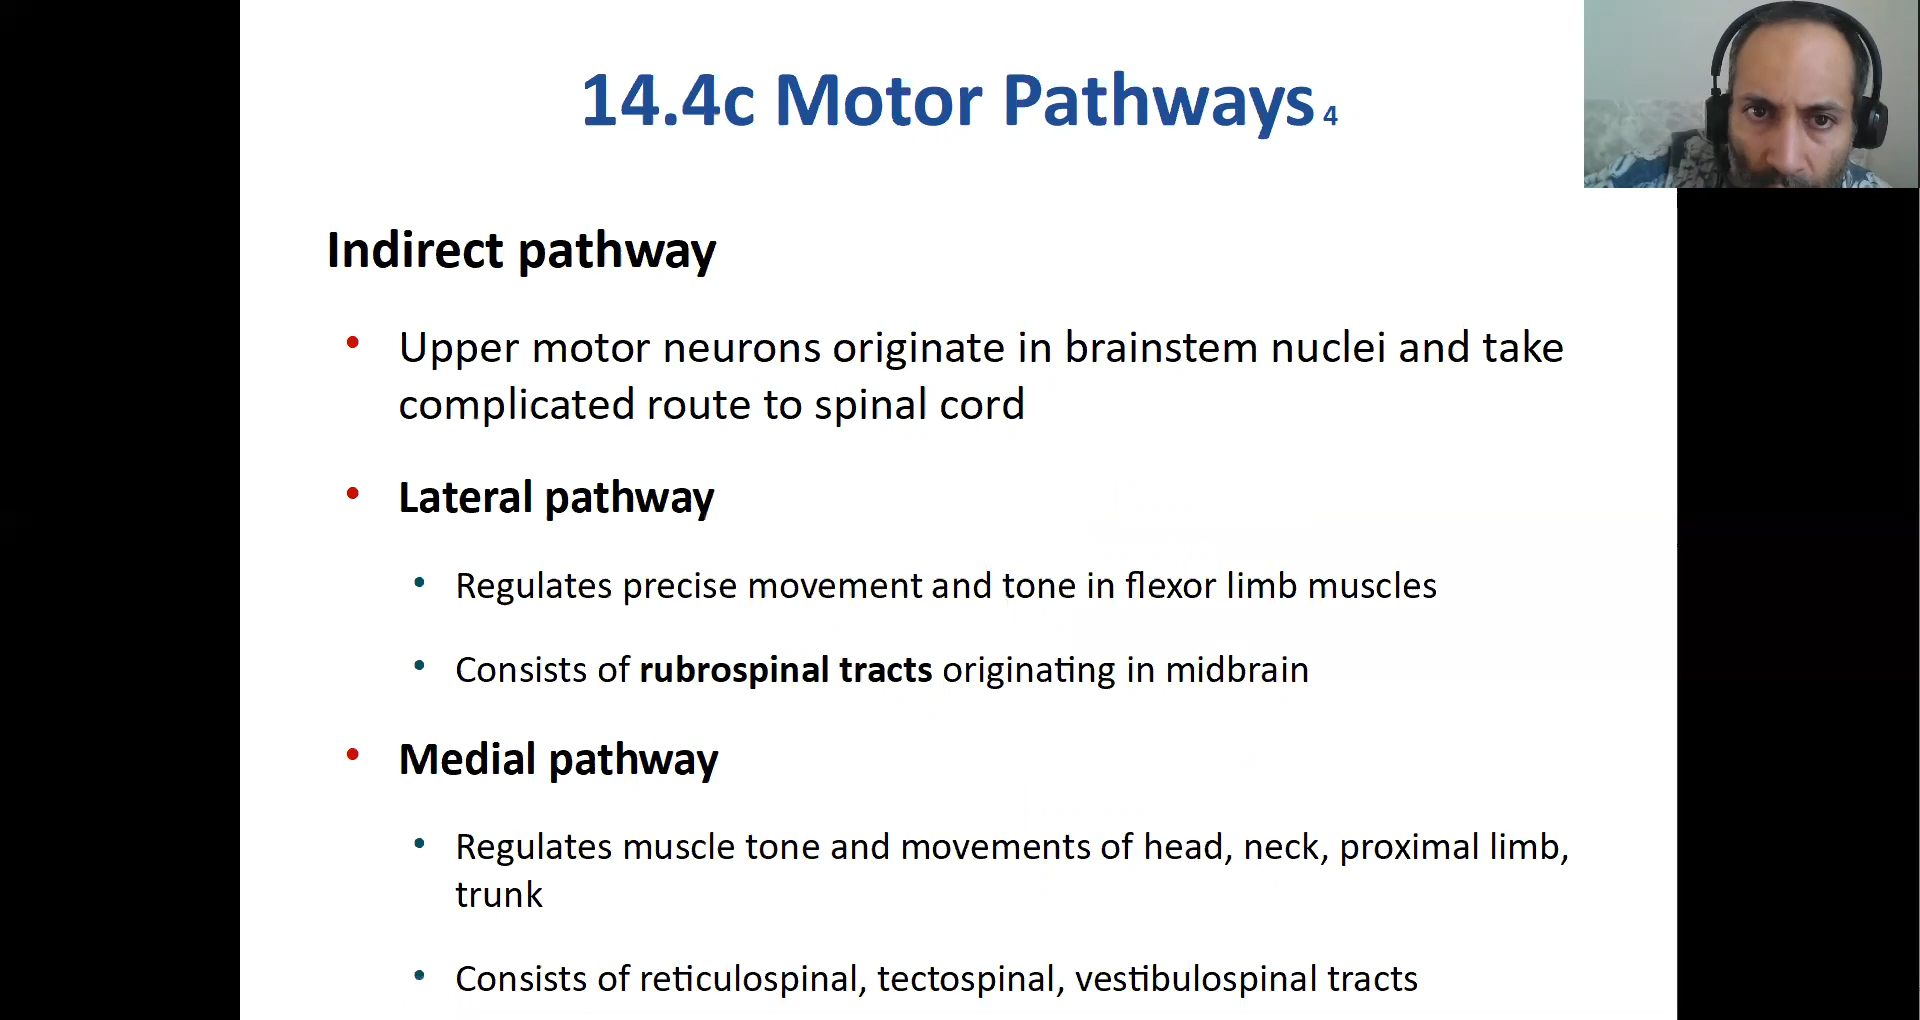 14.4c Motor Pathways 4
Indirect pathway
• Upper motor neurons originate in brainstem nuclei and take
complicated route to spinal cord
• Lateral pathway
• Regulates precise movement and tone in flexor limb muscles
• Consists of rubrospinal tracts originating in midbrain
• Medial pathway
• Regulates muscle tone and movements of head, neck, proximal limb,
trunk
• Consists of reticulospinal, tectospinal, vestibulospinal tracts